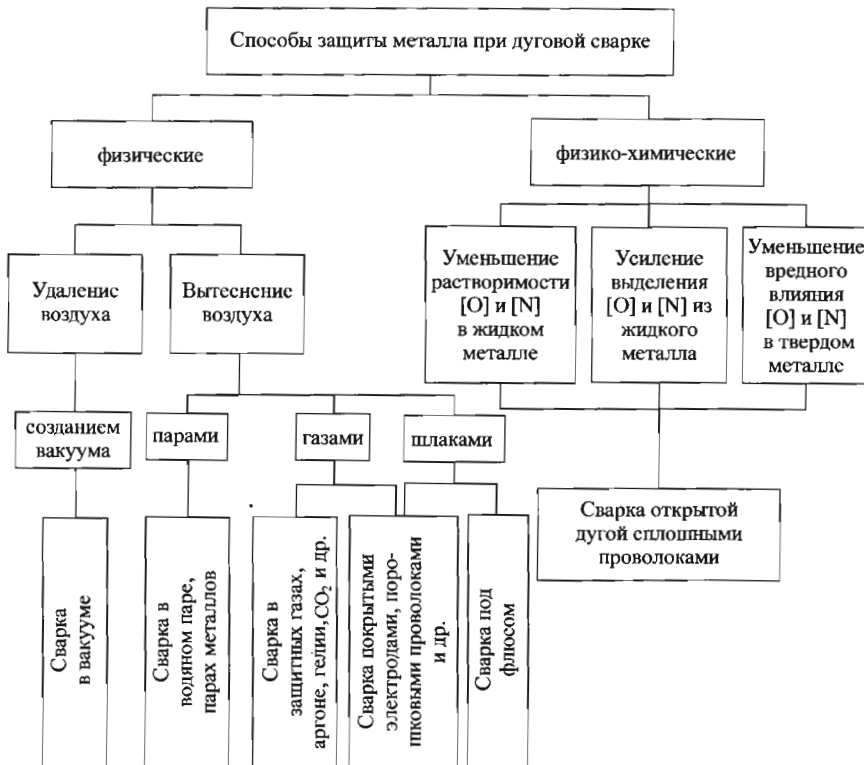 Способы защиты металла при дуговой сварке
физические
физико-химические
Удаление
воздуха
Вытеснение
воздуха
Уменьшение
растворимости
[O] и [N]
в жидком
металле
Усиление
выделения
[O] и [N] из
жидкого
металла
Уменьшение
вредного
влияния
[O] и [N]
в твердом
металле
созданием
вакуума
парами
газами
шлаками
Сварка
в вакууме
Сварка в
водяном паре,
парах металлов
Сварка в
защитных газах,
аргоне, гелии, CO₂ и др.
Сварка покрытыми
электродами, поро-
шковыми проволоками
и др.
Сварка под
флюсом
Сварка открытой
дугой сплошными
проволоками